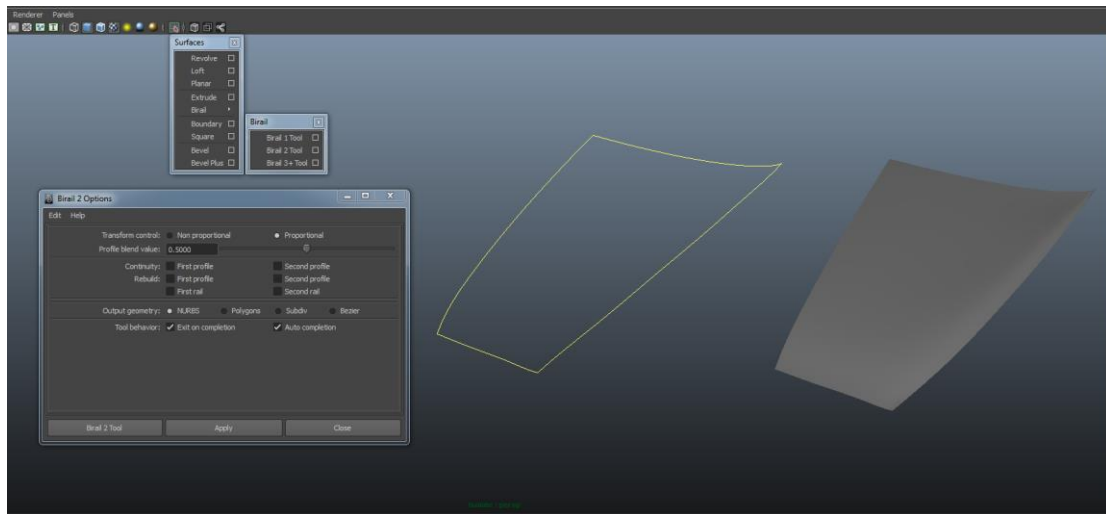 Renderer Panels
Surfaces
Revolve
Loft
Planar
Extrude
Birail
Boundary
Square
Bevel
Bevel Plus
Birail
Birail 1 Tool
Birail 2 Tool
Birail 3+ Tool
Birail 2 Options
Edit Help
Transform control: Non proportional Proportional
Profile blend value: 0.5000
Continuity: First profile Second profile
Rebuild: First profile Second profile
First rail Second rail
Output geometry: NURBS Polygons Subdiv Bezier
Tool behavior: Exit on completion Auto completion
Birail 2 Tool Apply Close